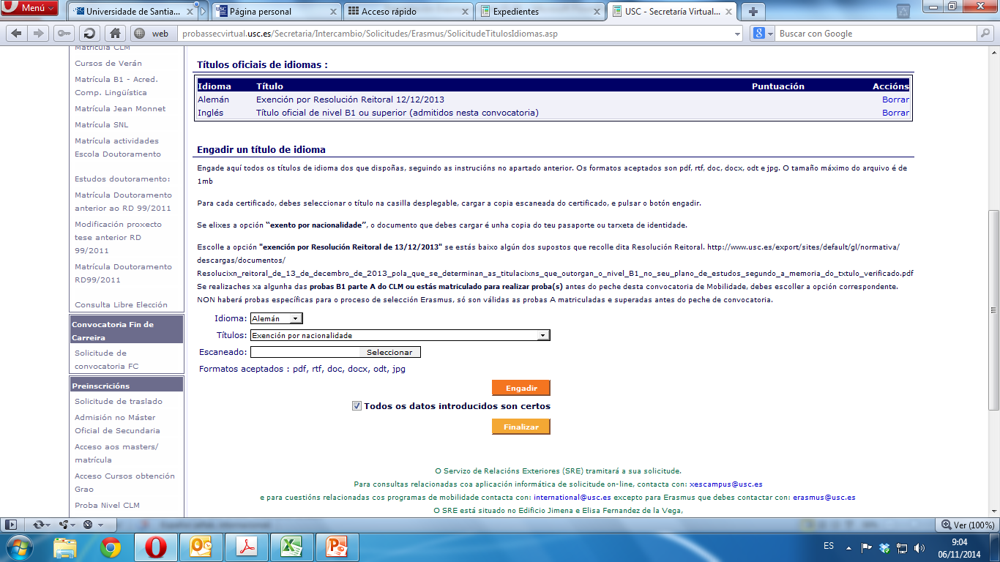 Menú
Universidade de Santia...
Página personal
Acceso rápido
Expedientes
USC - Secretaría Virtual...
web
probassecvirtual.usc.es/Secretaria/Intercambio/Solicitudes/Erasmus/SolicitudeTitulosIdiomas.asp
Buscar con Google
Matrícula CLM
Cursos de Verán
Matrícula B1 - Acred.
Comp. Lingüística
Matrícula Jean Monnet
Matrícula SNL
Matrícula actividades
Escola Doutoramento
Estudos doutoramento:
Matrícula Doutoramento
anterior ao RD 99/2011
Modificación proxecto
tese anterior RD
99/2011
Matrícula Doutoramento
RD99/2011
Consulta Libre Elección
Convocatoria Fin de
Carreira
Solicitude de
convocatoria FC
Preinscricións
Solicitude de traslado
Admisión no Máster
Oficial de Secundaria
Acceso aos masters/
matrícula
Acceso Cursos obtención
Grao
Proba Nivel CLM
Títulos oficiais de idiomas :
Idioma Título Puntuación Accións
Alemán Exención por Resolución Reitoral 12/12/2013 Borrar
Inglés Título oficial de nivel B1 ou superior (admitidos nesta convocatoria) Borrar
Engadir un título de idioma
Engade aquí todos os títulos de idioma dos que dispoñas, seguindo as instrucións no apartado anterior. Os formatos aceptados son pdf, rtf, doc, docx, odt e jpg. O tamaño máximo do arquivo é de
1mb
Para cada certificado, debes seleccionar o título na casilla desplegable, cargar a copia escaneada do certificado, e pulsar o botón engadir.
Se elixes a opción “exento por nacionalidade”, o documento que debes cargar é unha copia do teu pasaporte ou tarxeta de identidade.
Escolle a opción "exención por Resolución Reitoral de 13/12/2013" se estás baixo algún dos supostos que recolle dita Resolución Reitoral. http://www.usc.es/export/sites/default/gl/normativa/
descargas/documentos/
Resolucixn_reitoral_de_13_de_decembro_de_2013_pola_que_se_determinan_as_titulacixns_que_outorgan_o_nivel_B1_no_seu_plano_de_estudos_segundo_a_memoria_do_txtulo_verificado.pdf
Se realizaches xa algunha das probas B1 parte A do CLM ou estás matriculado para realizar proba(s) antes do peche desta convocatoria de Mobilidade, debes escoller a opción correspondente.
NON haberá probas específicas para o proceso de selección Erasmus, só son válidas as probas A matriculadas e superadas antes do peche de convocatoria.
Idioma: Alemán
Títulos: Exención por nacionalidade
Escaneado: Seleccionar
Formatos aceptados : pdf, rtf, doc, docx, odt, jpg
Engadir
Todos os datos introducidos son certos
Finalizar
O Servizo de Relacións Exteriores (SRE) tramitará a sua solicitude.
Para consultas relacionadas coa aplicación informática de solicitude on-line, contacta con: xescampus@usc.es
e para cuestións relacionadas cos programas de mobilidade contacta con: international@usc.es excepto para Erasmus que debes contactar con: erasmus@usc.es
O SRE está situado no Edificio Jimena e Elisa Fernandez de la Vega,
Ver (100%)
ES
9:04
06/11/2014